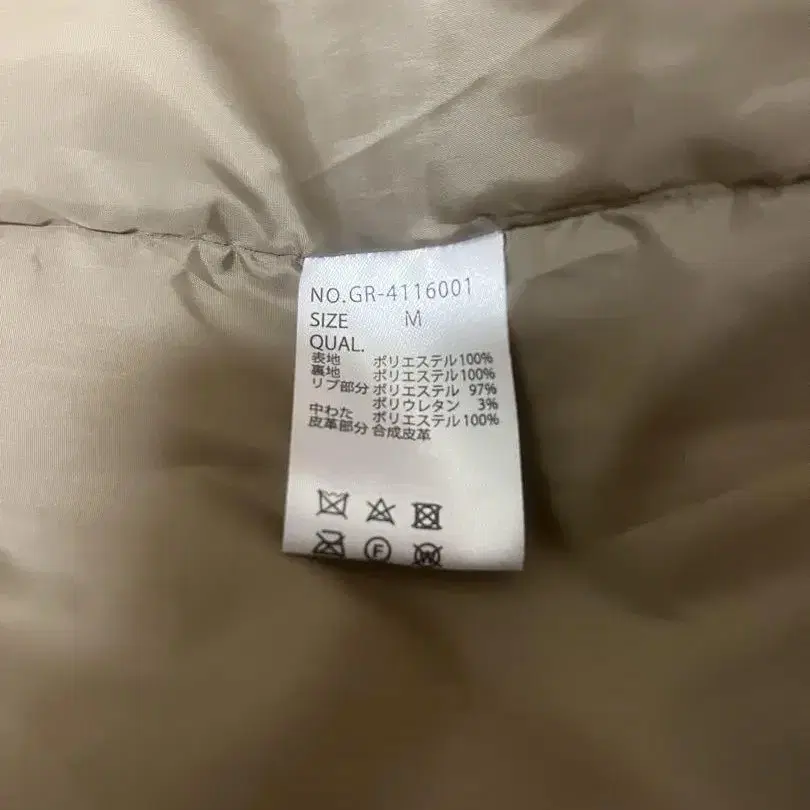 NO.GR-4116001
SIZE M
QUAL.
表地 ポリエステル100%
裏地 ポリエステル100%
リブ部分 ポリエステル 97%
ポリウレタン 3%
中わた ポリエステル100%
皮革部分 合成皮革
F
W